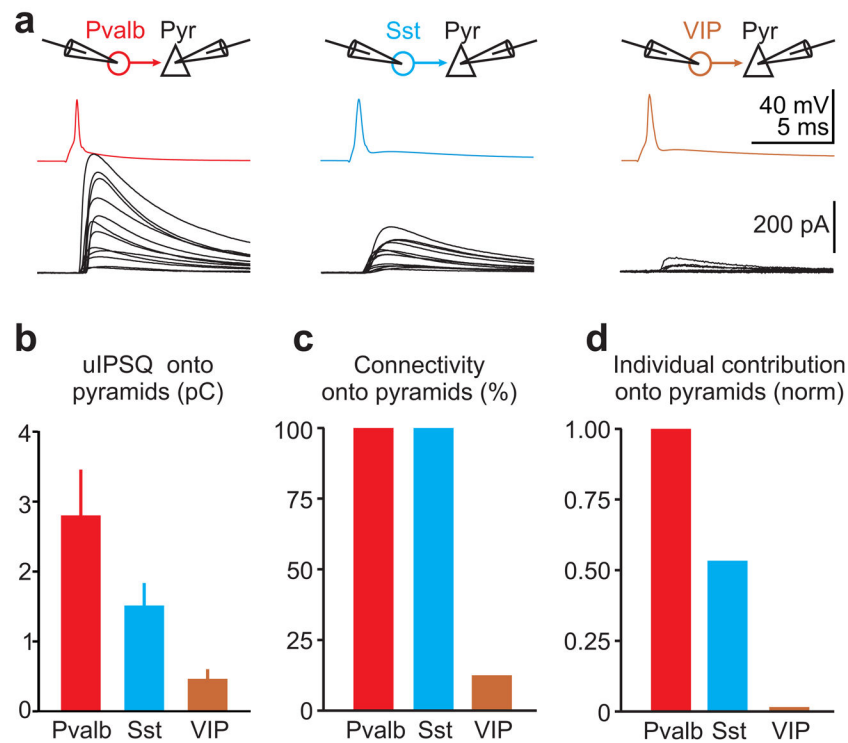 a
Pvalb Pyr
Sst Pyr
VIP Pyr
40 mV
5 ms
200 pA
b
uIPSQ onto
pyramids (pC)
4
3
2
1
0
Pvalb Sst VIP
c
Connectivity
onto pyramids (%)
100
75
50
25
0
Pvalb Sst VIP
d
Individual contribution
onto pyramids (norm)
1.00
0.75
0.50
0.25
0
Pvalb Sst VIP